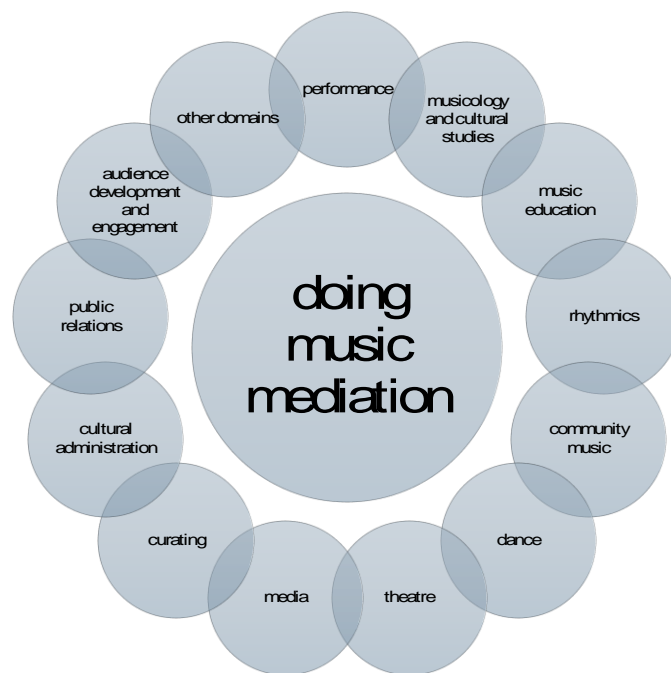 performance
musicology
and cultural
studies
music
education
rhythmics
community
music
dance
theatre
media
curating
cultural
administration
public
relations
audience
development
and
engagement
other domains
doing
music
mediation